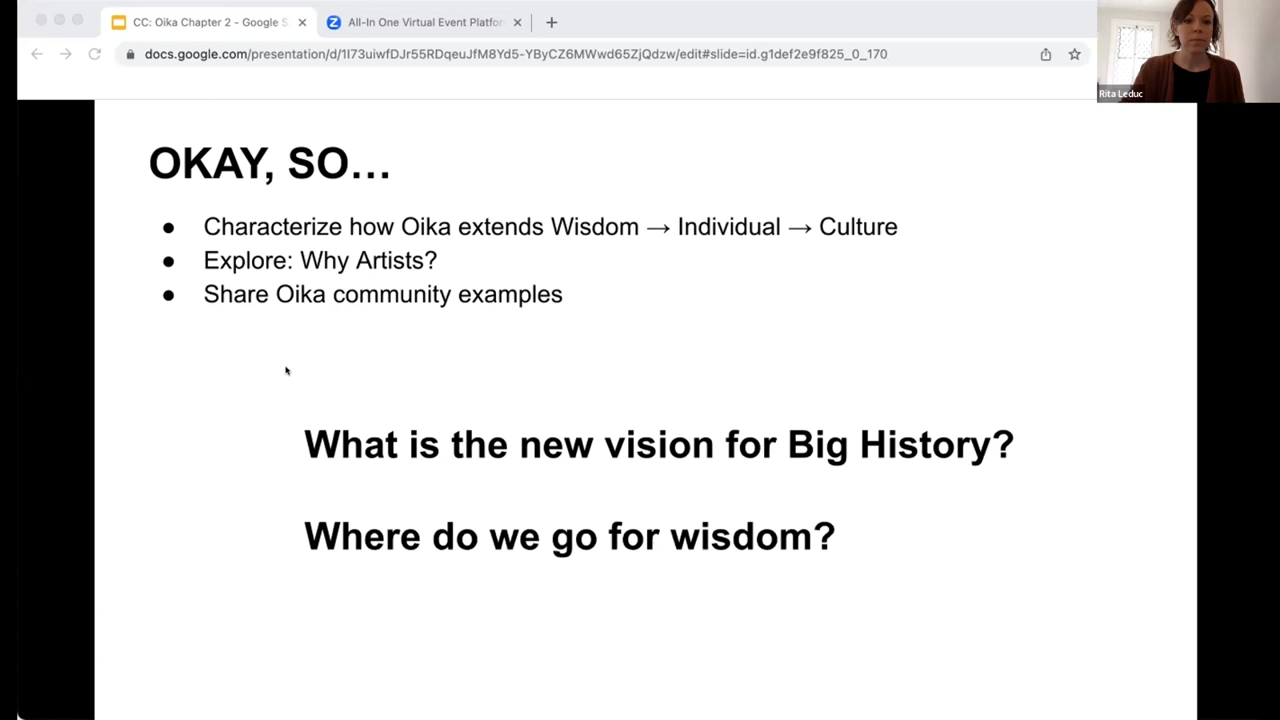 CC: Oika Chapter 2 - Google S
All-In One Virtual Event Platfor
docs.google.com/presentation/d/1I73uiwfDJr55RDqeuJfM8Yd5-YByCZ6MWwd65ZjQdzw/edit#slide=id.g1def2e9f825_0_170
Rita Leduc
OKAY, SO…
● Characterize how Oika extends Wisdom → Individual → Culture
● Explore: Why Artists?
● Share Oika community examples
What is the new vision for Big History?
Where do we go for wisdom?